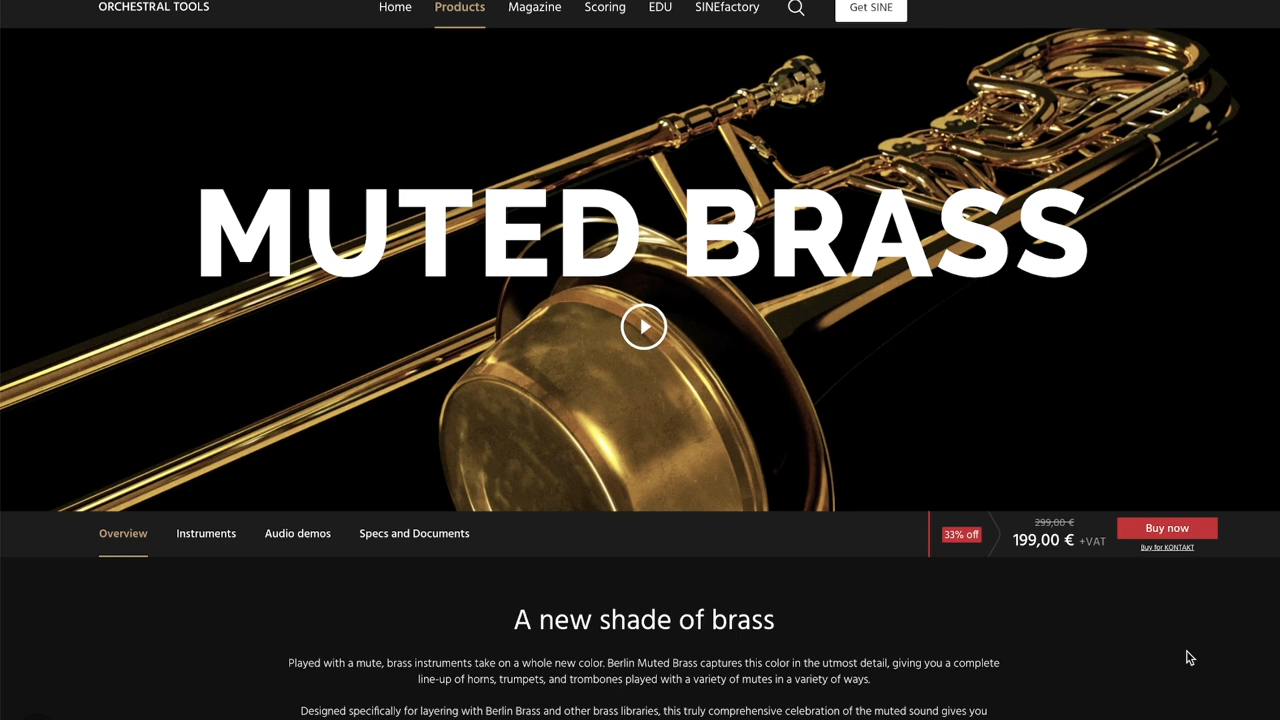 ORCHESTRAL TOOLS
Home Products Magazine Scoring EDU SINEfactory Get SINE
MUTED BRASS
Overview Instruments Audio demos Specs and Documents
33% off
299,00 €
199,00 € +VAT
Buy now
Buy for KONTAKT
A new shade of brass
Played with a mute, brass instruments take on a whole new color. Berlin Muted Brass captures this color in the utmost detail, giving you a complete
line-up of horns, trumpets, and trombones played with a variety of mutes in a variety of ways.
Designed specifically for layering with Berlin Brass and other brass libraries, this truly comprehensive celebration of the muted sound gives you